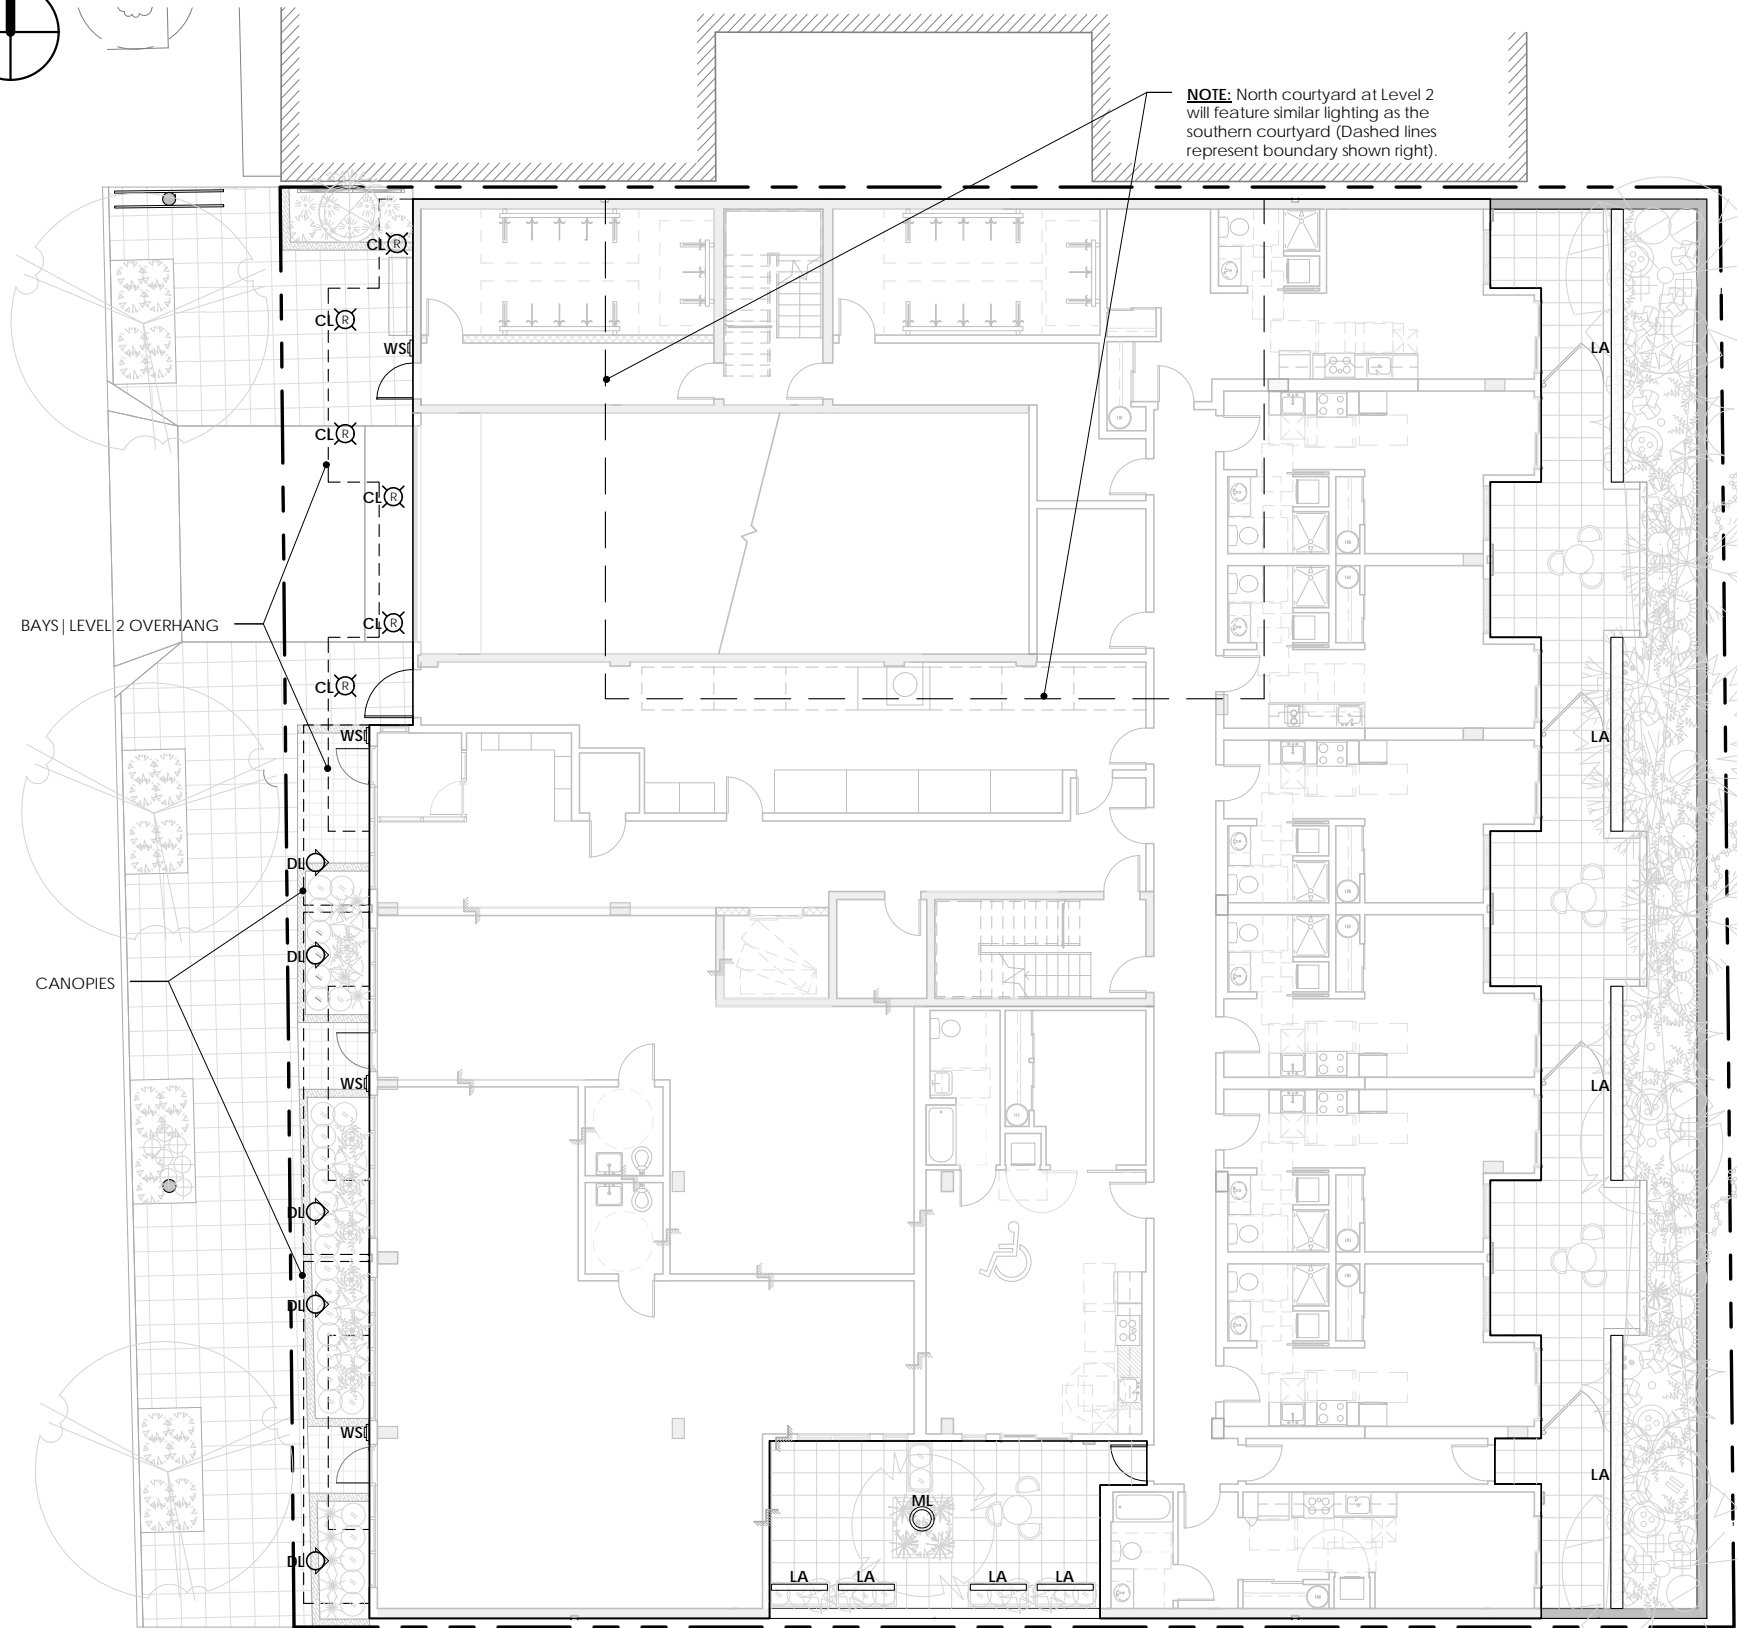 NOTE: North courtyard at Level 2
will feature similar lighting as the
southern courtyard (Dashed lines
represent boundary shown right).
CL R
CL R
WS
LA
CL R
CL R
BAYS | LEVEL 2 OVERHANG
CL R
CL R
WS
LA
DL
DL
CANOPIES
WS
LA
DL
DL
WS
LA
ML
DL
LA LA LA LA